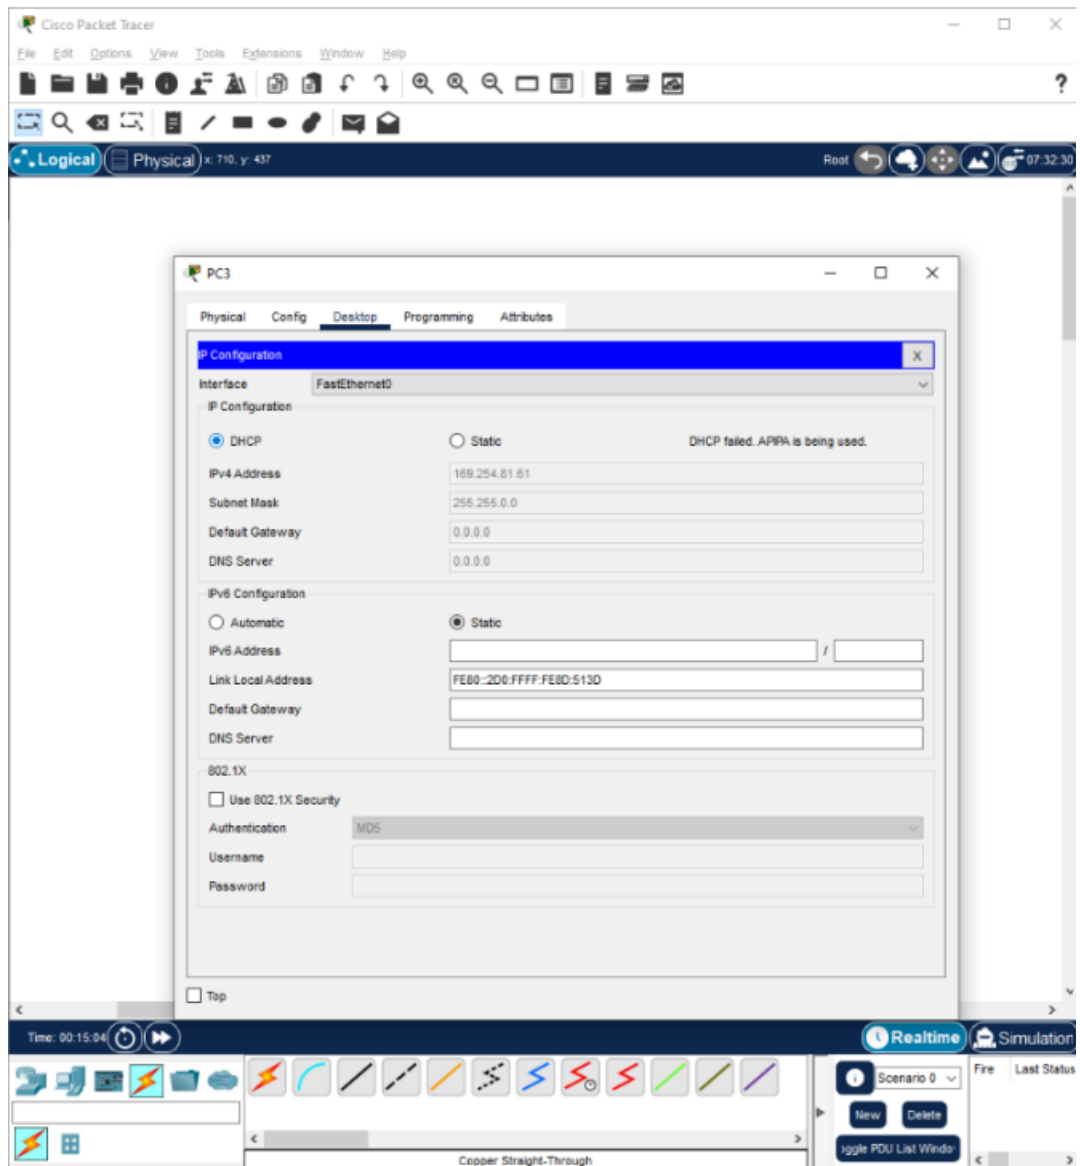 Cisco Packet Tracer
File Edit Options View Tools Extensions Window Help
?
Logical Physical x: 710, y: 437 Root 07:32:30
PC3
Physical Config Desktop Programming Attributes
IP Configuration X
Interface FastEthernet0
IP Configuration
DHCP Static DHCP failed. APIPA is being used.
IPv4 Address 169.254.81.61
Subnet Mask 255.255.0.0
Default Gateway 0.0.0.0
DNS Server 0.0.0.0
IPv6 Configuration
Automatic Static
IPv6 Address /
Link Local Address FE80::2D0:FFFF:FE8D:513D
Default Gateway
DNS Server
802.1X
Use 802.1X Security
Authentication MD5
Username
Password
Top
Time: 00:15:04 Realtime Simulation
Scenario 0 Fire Last Status
New Delete
oggle PDU List Windo
Copper Straight-Through